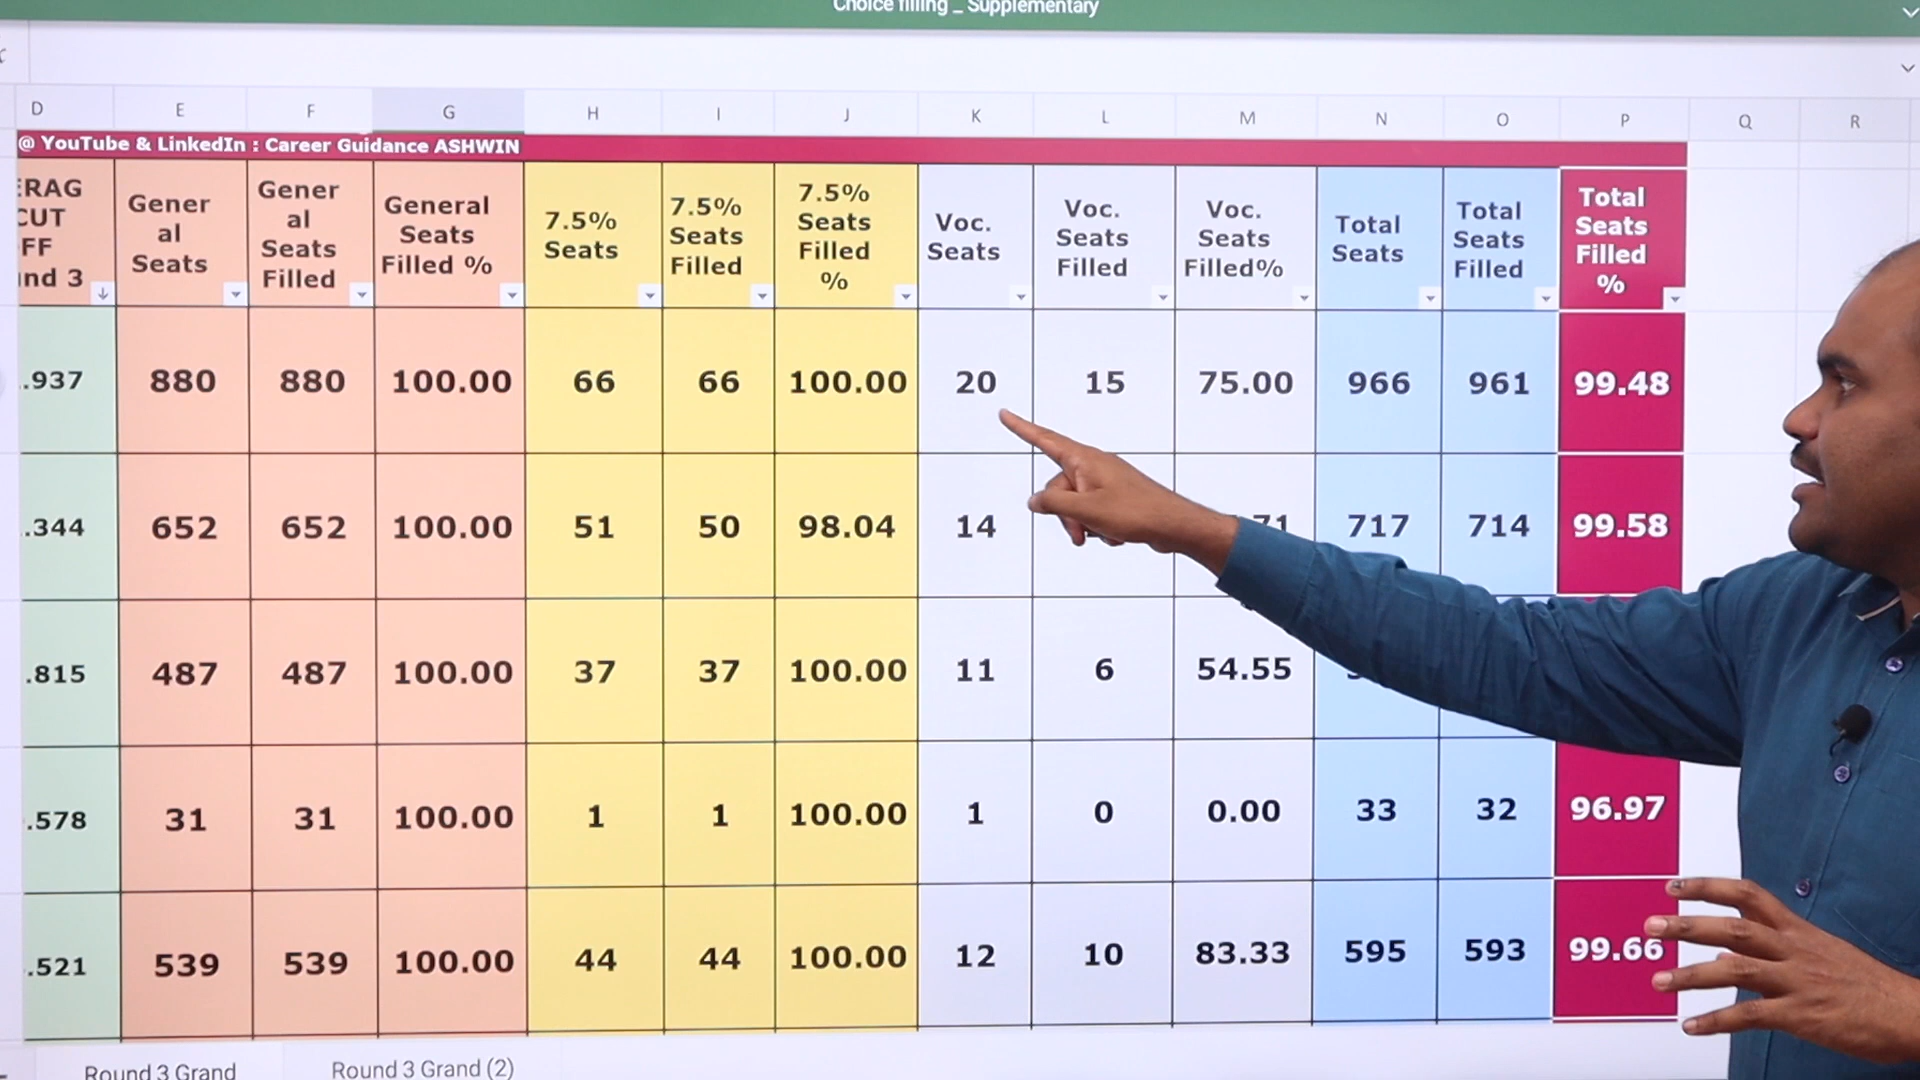 Choice filling _ Supplementary
D E F G H I J K L M N O P Q R
@ YouTube & LinkedIn : Career Guidance ASHWIN
Gener al Seats
Gener al Seats Filled
General Seats Filled %
7.5% Seats
7.5% Seats Filled
7.5% Seats Filled %
Voc. Seats
Voc. Seats Filled
Voc. Seats Filled%
Total Seats
Total Seats Filled
Total Seats Filled %
.937 880 880 100.00 66 66 100.00 20 15 75.00 966 961 99.48
.344 652 652 100.00 51 50 98.04 14 717 714 99.58
.815 487 487 100.00 37 37 100.00 11 6 54.55
.578 31 31 100.00 1 1 100.00 1 0 0.00 33 32 96.97
.521 539 539 100.00 44 44 100.00 12 10 83.33 595 593 99.66
Round 3 Grand Round 3 Grand (2)